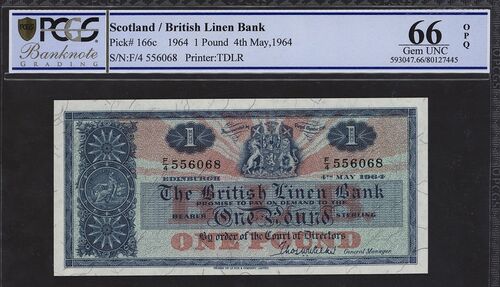 PCGS
Banknote
GRADING
Scotland / British Linen Bank
Pick# 166c 1964 1 Pound 4th May,1964
S/N:F/4 556068 Printer:TDLR
66
Gem UNC
OPQ
593047.66/80127445
1
1
F/4 556068
F/4 556068
EDINBURGH
4TH MAY 1964
The British Linen Bank
PROMISE TO PAY ON DEMAND TO THE
BEARER One Pound STERLING
ONE POUND
By order of the Court of Directors
General Manager